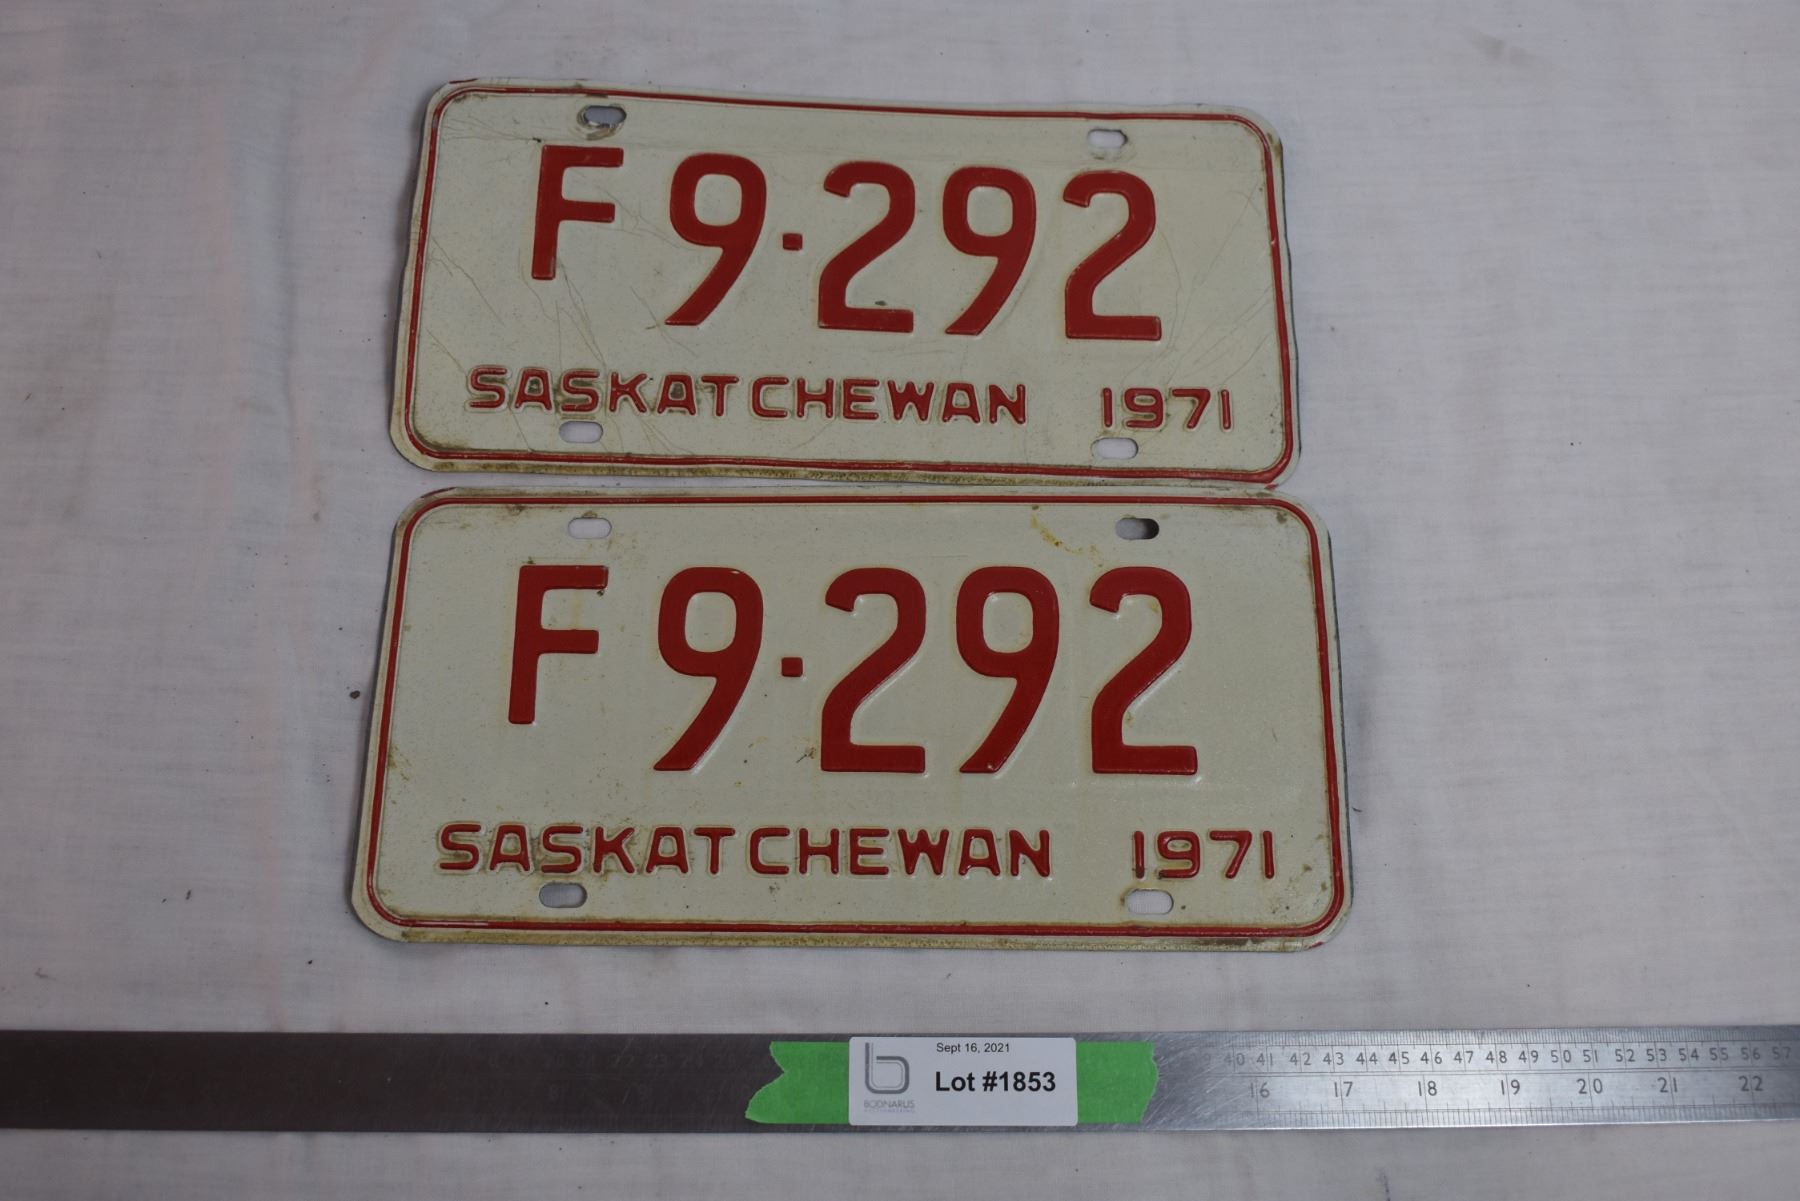 F9·292
SASKATCHEWAN 1971
F9·292
SASKATCHEWAN 1971
Sept 16, 2021
Lot #1853
BODNARUS
AUCTIONEERING
40 41 42 43 44 45 46 47 48 49 50 51 52 53 54 55 56 57
16 17 18 19 20 21 22